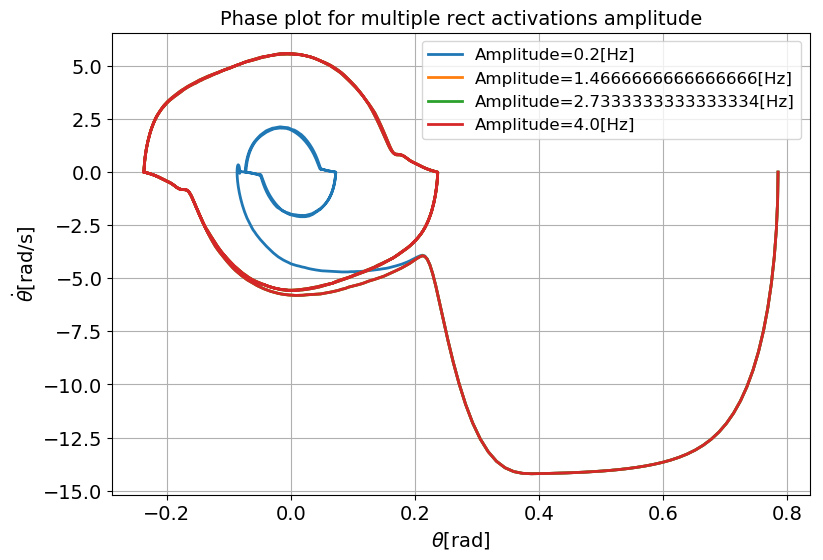 Phase plot for multiple rect activations amplitude
Amplitude=0.2[Hz]
Amplitude=1.4666666666666666[Hz]
Amplitude=2.7333333333333334[Hz]
Amplitude=4.0[Hz]
5.0
2.5
0.0
−2.5
−5.0
−7.5
−10.0
−12.5
−15.0
θ̇[rad/s]
−0.2 0.0 0.2 0.4 0.6 0.8
θ[rad]